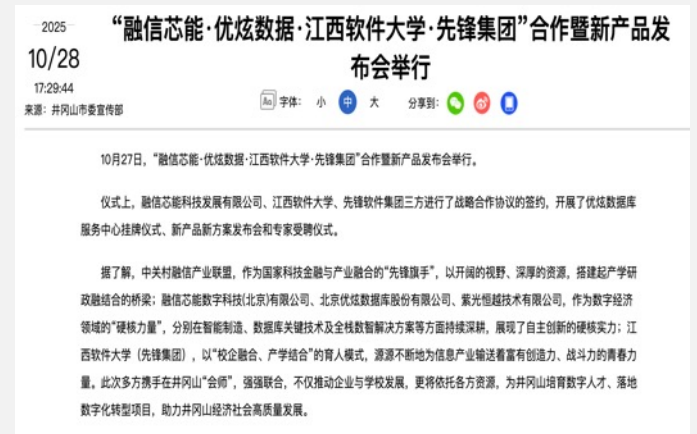 2025
10/28
17:29:44
来源：井冈山市委宣传部
“融信芯能·优炫数据·江西软件大学·先锋集团”合作暨新产品发
布会举行
Aa 字体： 小 中 大 分享到：
10月27日，“融信芯能·优炫数据·江西软件大学·先锋集团”合作暨新产品发布会举行。
仪式上，融信芯能科技发展有限公司、江西软件大学、先锋软件集团三方进行了战略合作协议的签约，开展了优炫数据库
服务中心挂牌仪式、新产品新方案发布会和专家受聘仪式。
据了解，中关村融信产业联盟，作为国家科技金融与产业融合的“先锋旗手”，以开阔的视野、深厚的资源，搭建起产学研
政融结合的桥梁；融信芯能数字科技(北京)有限公司、北京优炫数据库股份有限公司、紫光恒越技术有限公司，作为数字经济
领域的“硬核力量”，分别在智能制造、数据库关键技术及全栈数智解决方案等方面持续深耕，展现了自主创新的硬核实力；江
西软件大学（先锋集团），以“校企融合、产学结合”的育人模式，源源不断地为信息产业输送着富有创造力、战斗力的青春力
量。此次多方携手在井冈山“会师”，强强联合，不仅推动企业与学校发展，更将依托各方资源，为井冈山培育数字人才、落地
数字化转型项目，助力井冈山经济社会高质量发展。